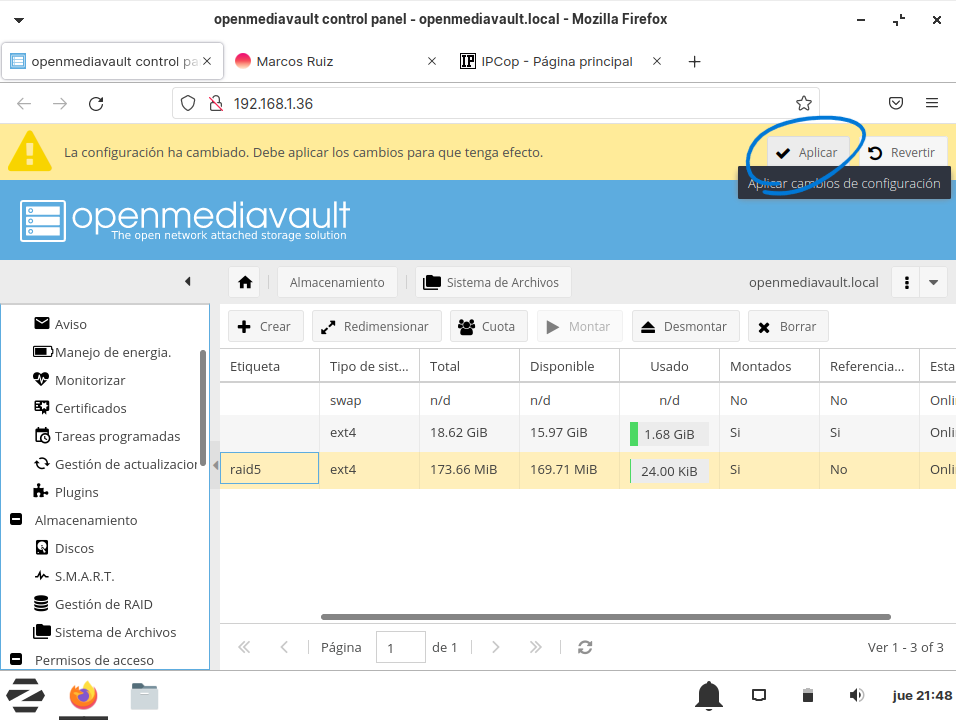 openmediavault control panel - openmediavault.local - Mozilla Firefox
openmediavault control pa
Marcos Ruiz
IPCop - Página principal
192.168.1.36
La configuración ha cambiado. Debe aplicar los cambios para que tenga efecto.
Aplicar
Revertir
Aplicar cambios de configuración
openmediavault
The open network attached storage solution
Almacenamiento
Sistema de Archivos
openmediavault.local
Aviso
Manejo de energia.
Monitorizar
Certificados
Tareas programadas
Gestión de actualizacion
Plugins
Almacenamiento
Discos
S.M.A.R.T.
Gestión de RAID
Sistema de Archivos
Permisos de acceso
Crear
Redimensionar
Cuota
Montar
Desmontar
Borrar
Etiqueta Tipo de sist... Total Disponible Usado Montados Referencia... Esta
swap n/d n/d n/d No No Onli
ext4 18.62 GiB 15.97 GiB 1.68 GiB Si Si Onli
raid5 ext4 173.66 MiB 169.71 MiB 24.00 KiB Si No Onli
Página 1 de 1
Ver 1 - 3 of 3
jue 21:48